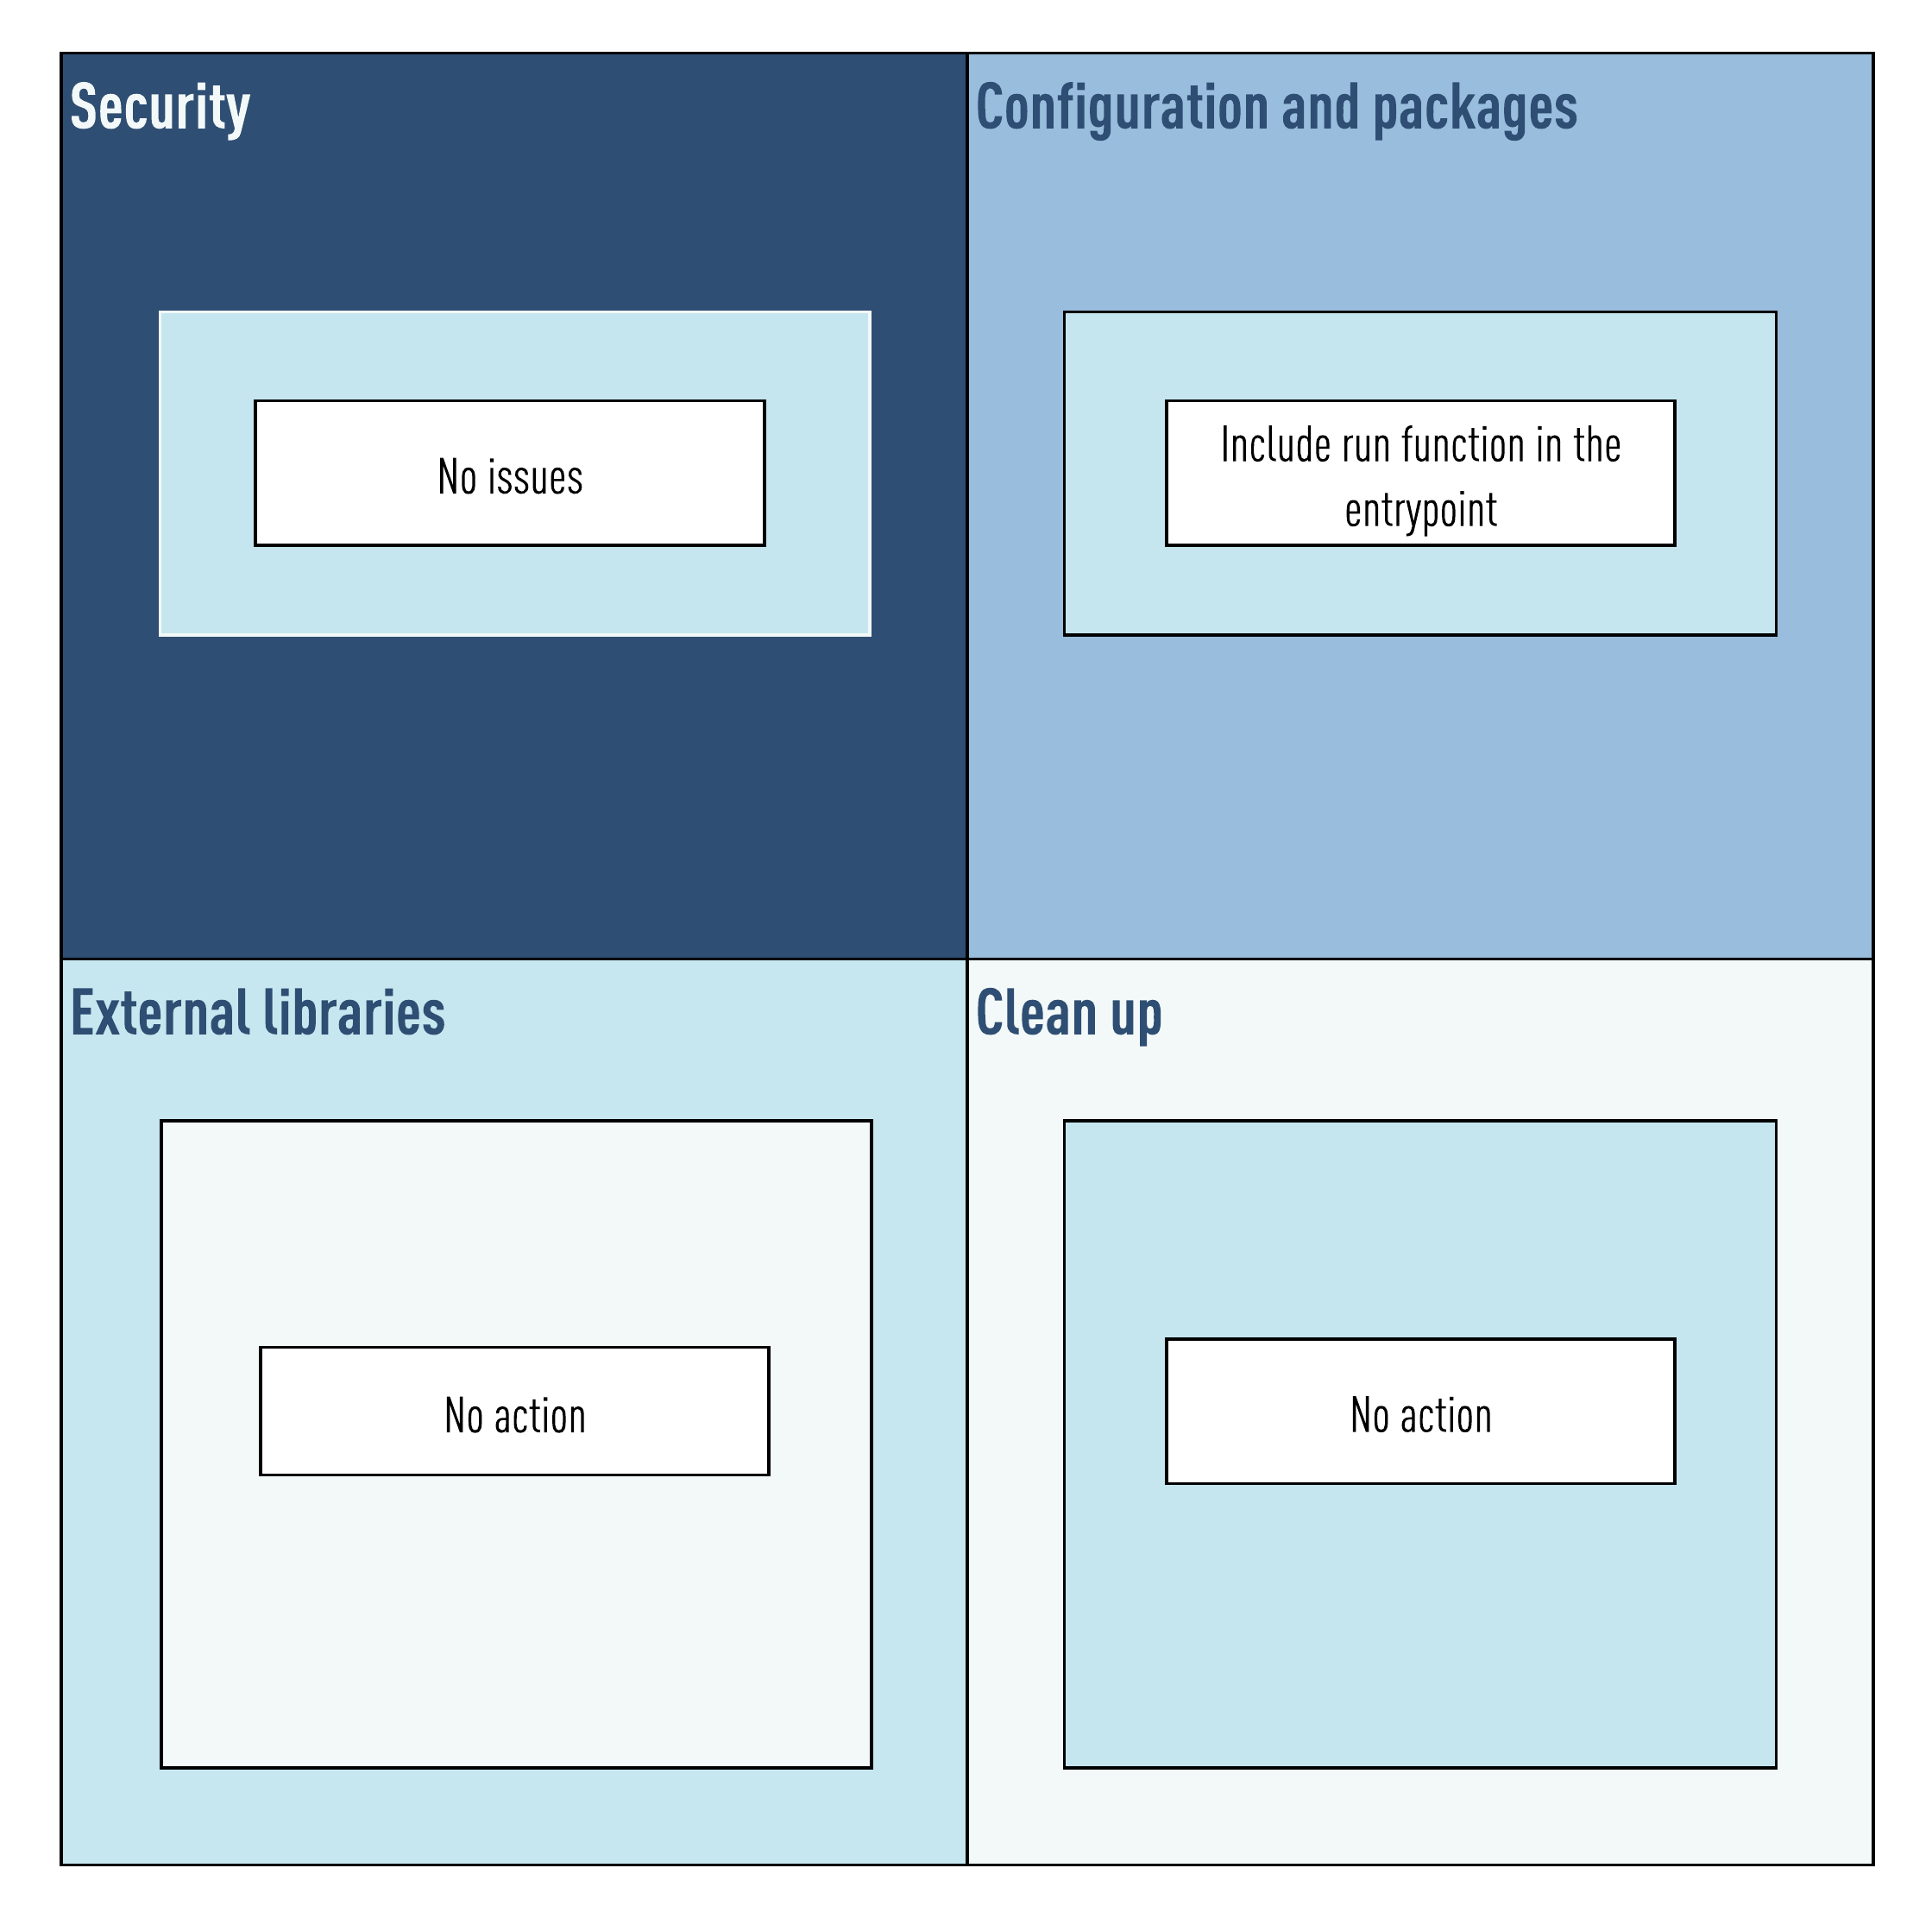 Security
No issues
Configuration and packages
Include run function in the
entrypoint
External libraries
No action
Clean up
No action